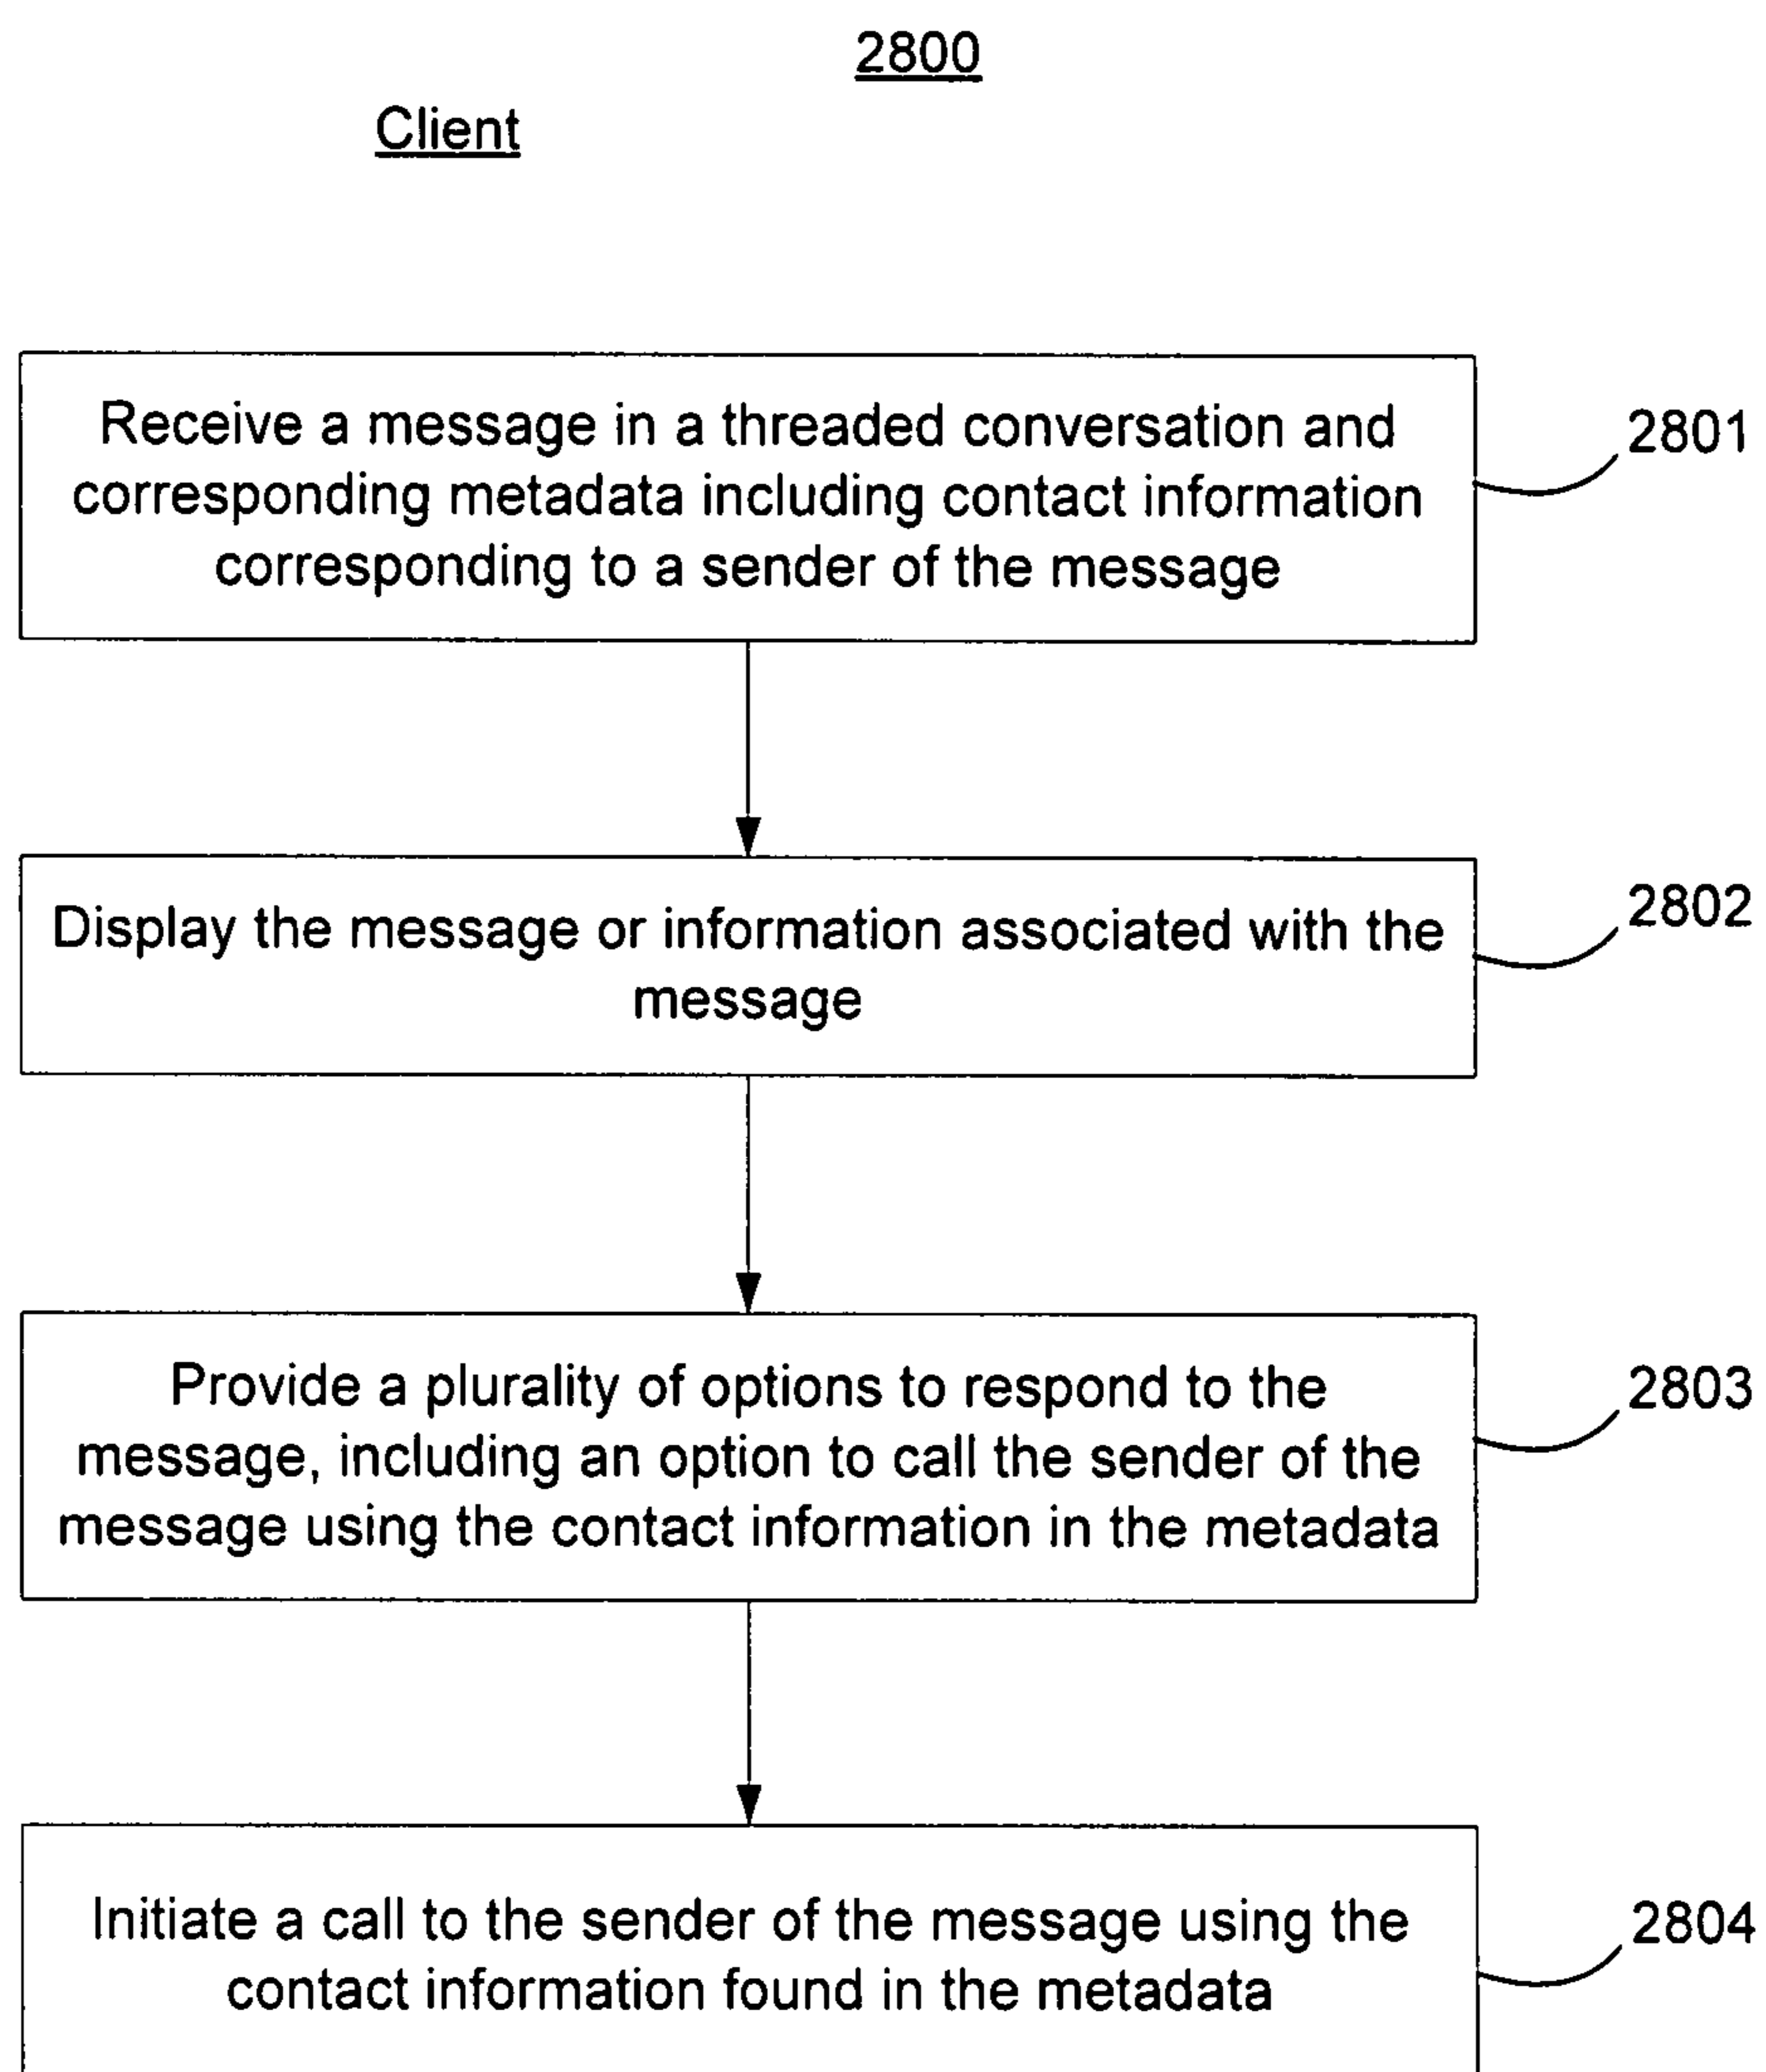 2800
Client
Receive a message in a threaded conversation and
corresponding metadata including contact information
corresponding to a sender of the message
2801
Display the message or information associated with the
message
2802
Provide a plurality of options to respond to the
message, including an option to call the sender of the
message using the contact information in the metadata
2803
Initiate a call to the sender of the message using the
contact information found in the metadata
2804